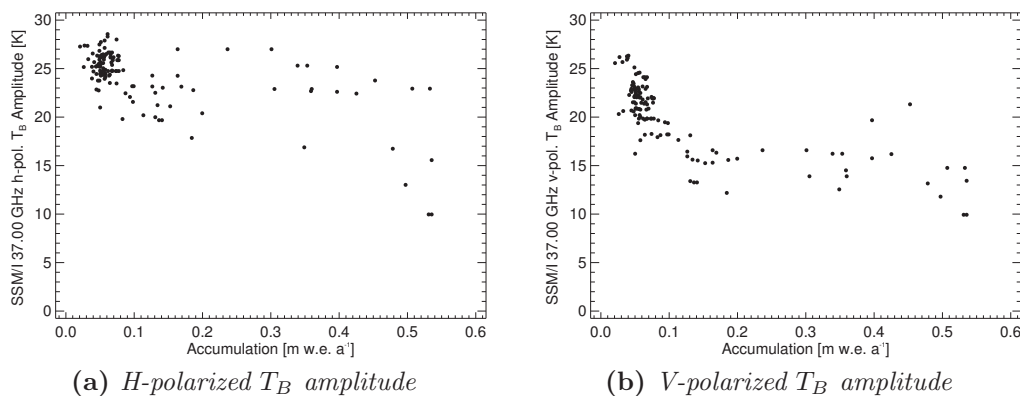 SSM/I 37.00 GHz h-pol. T_B Amplitude [K]
30
25
20
15
10
5
0
0.0 0.1 0.2 0.3 0.4 0.5 0.6
Accumulation [m w.e. a⁻¹]
(a) H-polarized T_B amplitude
SSM/I 37.00 GHz v-pol. T_B Amplitude [K]
30
25
20
15
10
5
0
0.0 0.1 0.2 0.3 0.4 0.5 0.6
Accumulation [m w.e. a⁻¹]
(b) V-polarized T_B amplitude